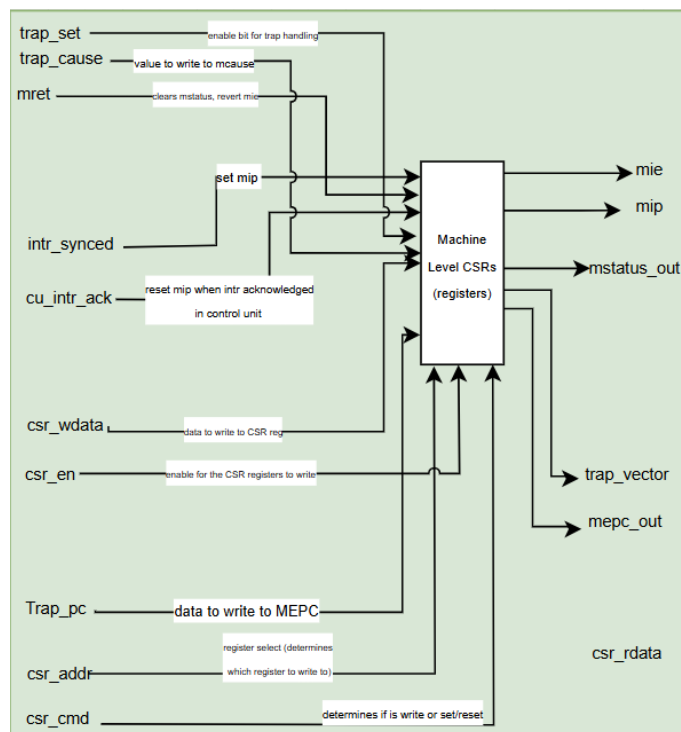 trap_set
enable bit for trap handling
trap_cause
value to write to mcause
mret
clears mstatus, revert mie
set mip
intr_synced
cu_intr_ack
reset mip when intr acknowledged
in control unit
csr_wdata
data to write to CSR reg
csr_en
enable for the CSR registers to write
Trap_pc
data to write to MEPC
csr_addr
register select (determines
which register to write to)
csr_cmd
determines if is write or set/reset
Machine
Level CSRs
(registers)
mie
mip
mstatus_out
trap_vector
mepc_out
csr_rdata